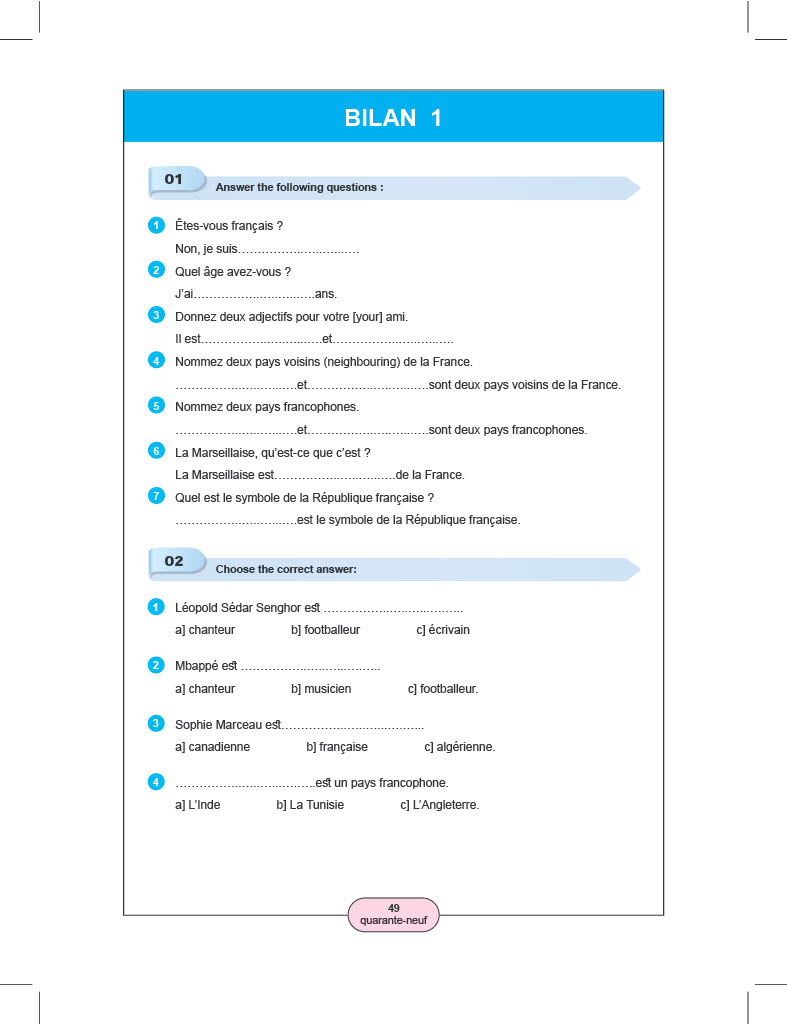 BILAN 1
01
Answer the following questions :
1 Êtes-vous français ?
Non, je suis……………..…..…...….
2 Quel âge avez-vous ?
J’ai……………..…..…...….ans.
3 Donnez deux adjectifs pour votre [your] ami.
Il est……………..…..…...….et……………..…..…...….
4 Nommez deux pays voisins (neighbouring) de la France.
……………..…..…...….et……………..…..…...….sont deux pays voisins de la France.
5 Nommez deux pays francophones.
……………..…..…...….et……………..…..…...….sont deux pays francophones.
6 La Marseillaise, qu’est-ce que c’est ?
La Marseillaise est……………..…..…...….de la France.
7 Quel est le symbole de la République française ?
……………..…..…...….est le symbole de la République française.
02
Choose the correct answer:
1 Léopold Sédar Senghor est ……………..…..…...…......
a] chanteur b] footballeur c] écrivain
2 Mbappé est ……………..…..…...…......
a] chanteur b] musicien c] footballeur.
3 Sophie Marceau est……………..…..…...…......
a] canadienne b] française c] algérienne.
4 ……………..…..…...…......est un pays francophone.
a] L’Inde b] La Tunisie c] L’Angleterre.
49
quarante-neuf